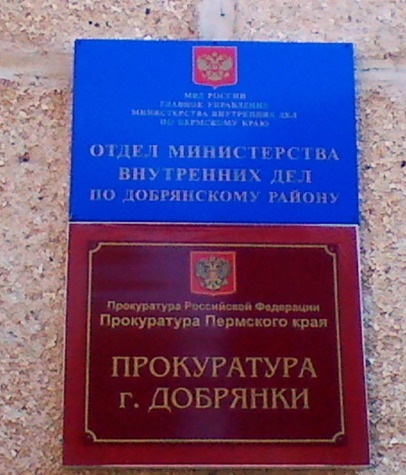 МВД РОССИИ
ГЛАВНОЕ УПРАВЛЕНИЕ
МИНИСТЕРСТВА ВНУТРЕННИХ ДЕЛ
ПО ПЕРМСКОМУ КРАЮ
ОТДЕЛ МИНИСТЕРСТВА
ВНУТРЕННИХ ДЕЛ
ПО ДОБРЯНСКОМУ РАЙОНУ
Прокуратура Российской Федерации
Прокуратура Пермского края
ПРОКУРАТУРА
г. ДОБРЯНКИ